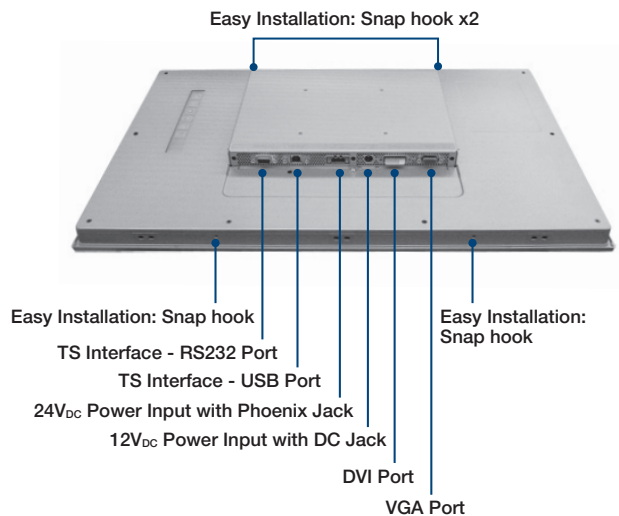 Easy Installation: Snap hook x2
Easy Installation: Snap hook
Easy Installation:
Snap hook
TS Interface - RS232 Port
TS Interface - USB Port
24VDC Power Input with Phoenix Jack
12VDC Power Input with DC Jack
DVI Port
VGA Port